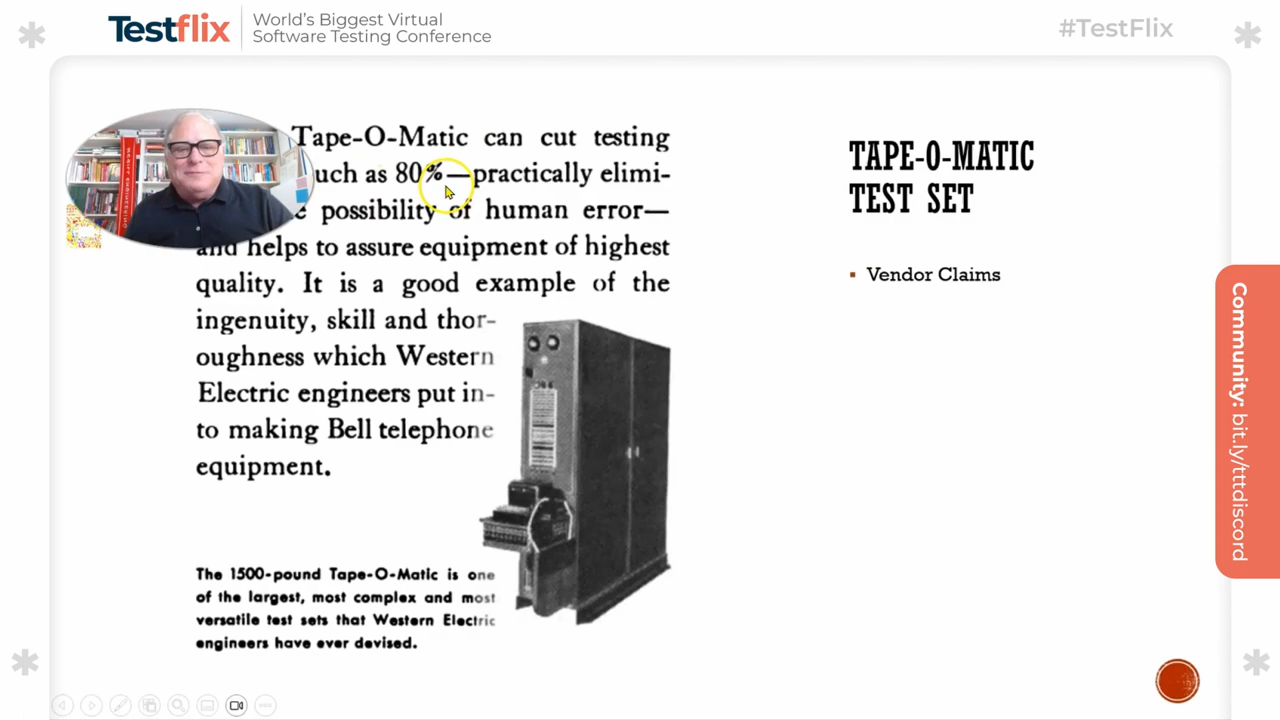 Testflix
World's Biggest Virtual
Software Testing Conference
#TestFlix
Tape-O-Matic can cut testing
as 80%—practically elimi-
possibility of human error—
and helps to assure equipment of highest
quality. It is a good example of the
ingenuity, skill and thor-
oughness which Western
Electric engineers put in-
to making Bell telephone
equipment.
The 1500-pound Tape-O-Matic is one
of the largest, most complex and most
versatile test sets that Western Electric
engineers have ever devised.
TAPE-O-MATIC
TEST SET
▪ Vendor Claims
Community: bit.ly/tttdiscord